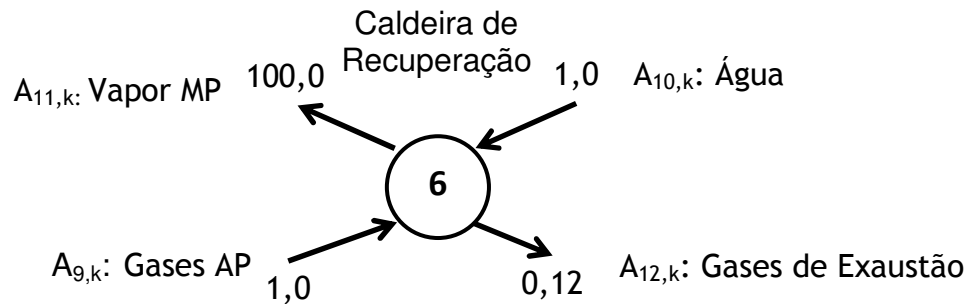 Caldeira de
Recuperação
A11,k: Vapor MP 100,0
1,0 A10,k: Água
6
A9,k: Gases AP 1,0
0,12 A12,k: Gases de Exaustão